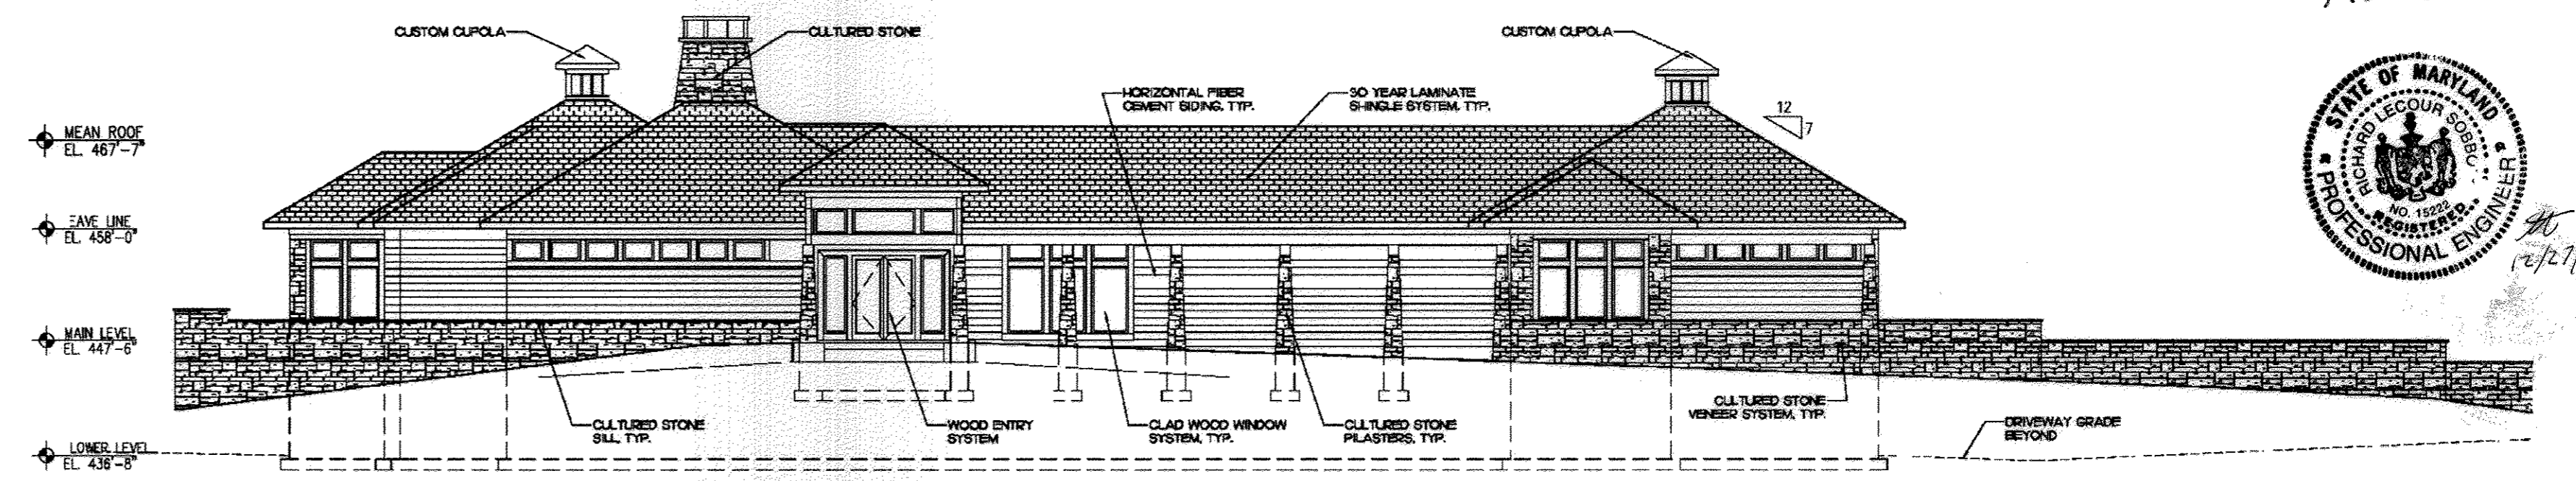 CUSTOM CUPOLA
CULTURED STONE
CUSTOM CUPOLA
HORIZONTAL FIBER
CEMENT SIDING, TYP.
30 YEAR LAMINATE
SHINGLE SYSTEM, TYP.
12
7
MEAN ROOF
EL. 467'-7"
EAVE LINE
EL. 458'-0"
MAIN LEVEL
EL. 447'-6"
LOWER LEVEL
EL. 436'-8"
CULTURED STONE
SILL, TYP.
WOOD ENTRY
SYSTEM
CLAD WOOD WINDOW
SYSTEM, TYP.
CULTURED STONE
PILASTERS, TYP.
CULTURED STONE
VENEER SYSTEM, TYP.
DRIVEWAY GRADE
BEYOND
STATE OF MARYLAND
RICHARD LECOUR
NO. 15222
REGISTERED
PROFESSIONAL ENGINEER